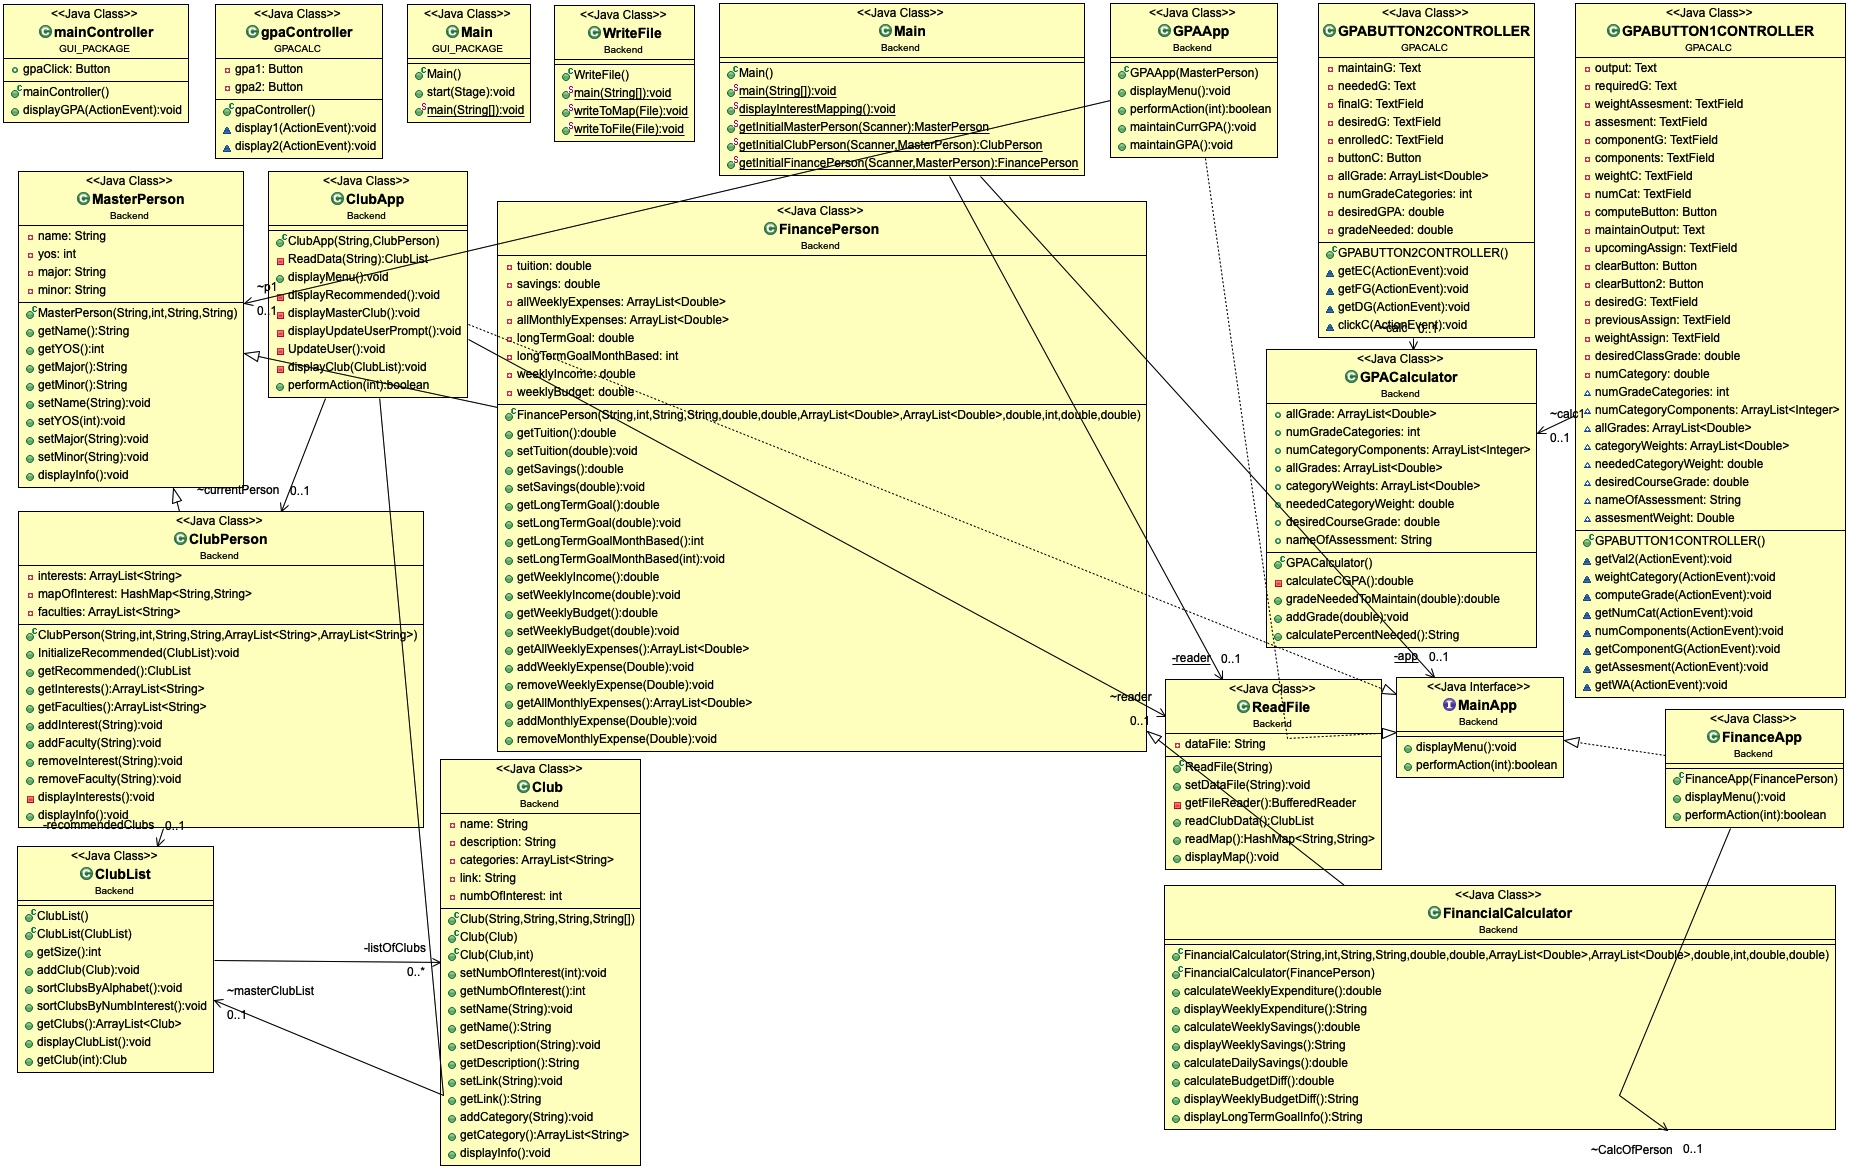 <<Java Class>>
mainController
GUI_PACKAGE
gpaClick: Button
mainController()
displayGPA(ActionEvent):void
<<Java Class>>
gpaController
GPACALC
gpa1: Button
gpa2: Button
gpaController()
display1(ActionEvent):void
display2(ActionEvent):void
<<Java Class>>
Main
GUI_PACKAGE
Main()
start(Stage):void
main(String[]):void
<<Java Class>>
WriteFile
Backend
WriteFile()
main(String[]):void
writeToMap(File):void
writeToFile(File):void
<<Java Class>>
Main
Backend
Main()
main(String[]):void
displayInterestMapping():void
getInitialMasterPerson(Scanner):MasterPerson
getInitialClubPerson(Scanner,MasterPerson):ClubPerson
getInitialFinancePerson(Scanner,MasterPerson):FinancePerson
<<Java Class>>
GPAApp
Backend
GPAApp(MasterPerson)
displayMenu():void
performAction(int):boolean
maintainCurrGPA():void
maintainGPA():void
<<Java Class>>
GPABUTTON2CONTROLLER
GPACALC
maintainG: Text
neededG: Text
finalG: TextField
desiredG: TextField
enrolledC: TextField
buttonC: Button
allGrade: ArrayList<Double>
numGradeCategories: int
desiredGPA: double
gradeNeeded: double
GPABUTTON2CONTROLLER()
getEC(ActionEvent):void
getFG(ActionEvent):void
getDG(ActionEvent):void
clickC(ActionEvent):void
~calc 0..1
<<Java Class>>
GPABUTTON1CONTROLLER
GPACALC
output: Text
requiredG: Text
weightAssesment: TextField
assesment: TextField
componentG: TextField
components: TextField
weightC: TextField
numCat: TextField
computeButton: Button
maintainOutput: Text
upcomingAssign: TextField
clearButton: Button
clearButton2: Button
desiredG: TextField
previousAssign: TextField
weightAssign: TextField
desiredClassGrade: double
numCategory: double
numGradeCategories: int
numCategoryComponents: ArrayList<Integer>
allGrades: ArrayList<Double>
categoryWeights: ArrayList<Double>
neededCategoryWeight: double
desiredCourseGrade: double
nameOfAssessment: String
assesmentWeight: Double
GPABUTTON1CONTROLLER()
getVal2(ActionEvent):void
weightCategory(ActionEvent):void
computeGrade(ActionEvent):void
getNumCat(ActionEvent):void
numComponents(ActionEvent):void
getComponentG(ActionEvent):void
getAssesment(ActionEvent):void
getWA(ActionEvent):void
~calc1
0..1
<<Java Class>>
MasterPerson
Backend
name: String
yos: int
major: String
minor: String
MasterPerson(String,int,String,String)
getName():String
getYOS():int
getMajor():String
getMinor():String
setName(String):void
setYOS(int):void
setMajor(String):void
setMinor(String):void
displayInfo():void
~p1
0..1
<<Java Class>>
ClubApp
Backend
ClubApp(String,ClubPerson)
ReadData(String):ClubList
displayMenu():void
displayRecommended():void
displayMasterClub():void
displayUpdateUserPrompt():void
UpdateUser():void
displayClub(ClubList):void
performAction(int):boolean
~currentPerson 0..1
<<Java Class>>
FinancePerson
Backend
tuition: double
savings: double
allWeeklyExpenses: ArrayList<Double>
allMonthlyExpenses: ArrayList<Double>
longTermGoal: double
longTermGoalMonthBased: int
weeklyIncome: double
weeklyBudget: double
FinancePerson(String,int,String,String,double,double,ArrayList<Double>,ArrayList<Double>,double,int,double,double)
getTuition():double
setTuition(double):void
getSavings():double
setSavings(double):void
getLongTermGoal():double
setLongTermGoal(double):void
getLongTermGoalMonthBased():int
setLongTermGoalMonthBased(int):void
getWeeklyIncome():double
setWeeklyIncome(double):void
getWeeklyBudget():double
setWeeklyBudget(double):void
getAllWeeklyExpenses():ArrayList<Double>
addWeeklyExpense(Double):void
removeWeeklyExpense(Double):void
getAllMonthlyExpenses():ArrayList<Double>
addMonthlyExpense(Double):void
removeMonthlyExpense(Double):void
<<Java Class>>
GPACalculator
Backend
allGrade: ArrayList<Double>
numGradeCategories: int
numCategoryComponents: ArrayList<Integer>
allGrades: ArrayList<Double>
categoryWeights: ArrayList<Double>
neededCategoryWeight: double
desiredCourseGrade: double
nameOfAssessment: String
GPACalculator()
calculateCGPA():double
gradeNeededToMaintain(double):double
addGrade(double):void
calculatePercentNeeded():String
-reader 0..1
-app 0..1
~reader
0..1
<<Java Class>>
ClubPerson
Backend
interests: ArrayList<String>
mapOfInterest: HashMap<String,String>
faculties: ArrayList<String>
ClubPerson(String,int,String,String,ArrayList<String>,ArrayList<String>)
InitializeRecommended(ClubList):void
getRecommended():ClubList
getInterests():ArrayList<String>
getFaculties():ArrayList<String>
addInterest(String):void
addFaculty(String):void
removeInterest(String):void
removeFaculty(String):void
displayInterests():void
displayInfo():void
-recommendedClubs 0..1
<<Java Class>>
ReadFile
Backend
dataFile: String
ReadFile(String)
setDataFile(String):void
getFileReader():BufferedReader
readClubData():ClubList
readMap():HashMap<String,String>
displayMap():void
<<Java Interface>>
MainApp
Backend
displayMenu():void
performAction(int):boolean
<<Java Class>>
FinanceApp
Backend
FinanceApp(FinancePerson)
displayMenu():void
performAction(int):boolean
<<Java Class>>
ClubList
Backend
ClubList()
ClubList(ClubList)
getSize():int
addClub(Club):void
sortClubsByAlphabet():void
sortClubsByNumbInterest():void
getClubs():ArrayList<Club>
displayClubList():void
getClub(int):Club
-listOfClubs
0..*
~masterClubList
0..1
<<Java Class>>
Club
Backend
name: String
description: String
categories: ArrayList<String>
link: String
numbOfInterest: int
Club(String,String,String,String[])
Club(Club)
Club(Club,int)
setNumbOfInterest(int):void
getNumbOfInterest():int
setName(String):void
getName():String
setDescription(String):void
getDescription():String
setLink(String):void
getLink():String
addCategory(String):void
getCategory():ArrayList<String>
displayInfo():void
<<Java Class>>
FinancialCalculator
Backend
FinancialCalculator(String,int,String,String,double,double,ArrayList<Double>,ArrayList<Double>,double,int,double,double)
FinancialCalculator(FinancePerson)
calculateWeeklyExpenditure():double
displayWeeklyExpenditure():String
calculateWeeklySavings():double
displayWeeklySavings():String
calculateDailySavings():double
calculateBudgetDiff():double
displayWeeklyBudgetDiff():String
displayLongTermGoalInfo():String
~CalcOfPerson 0..1